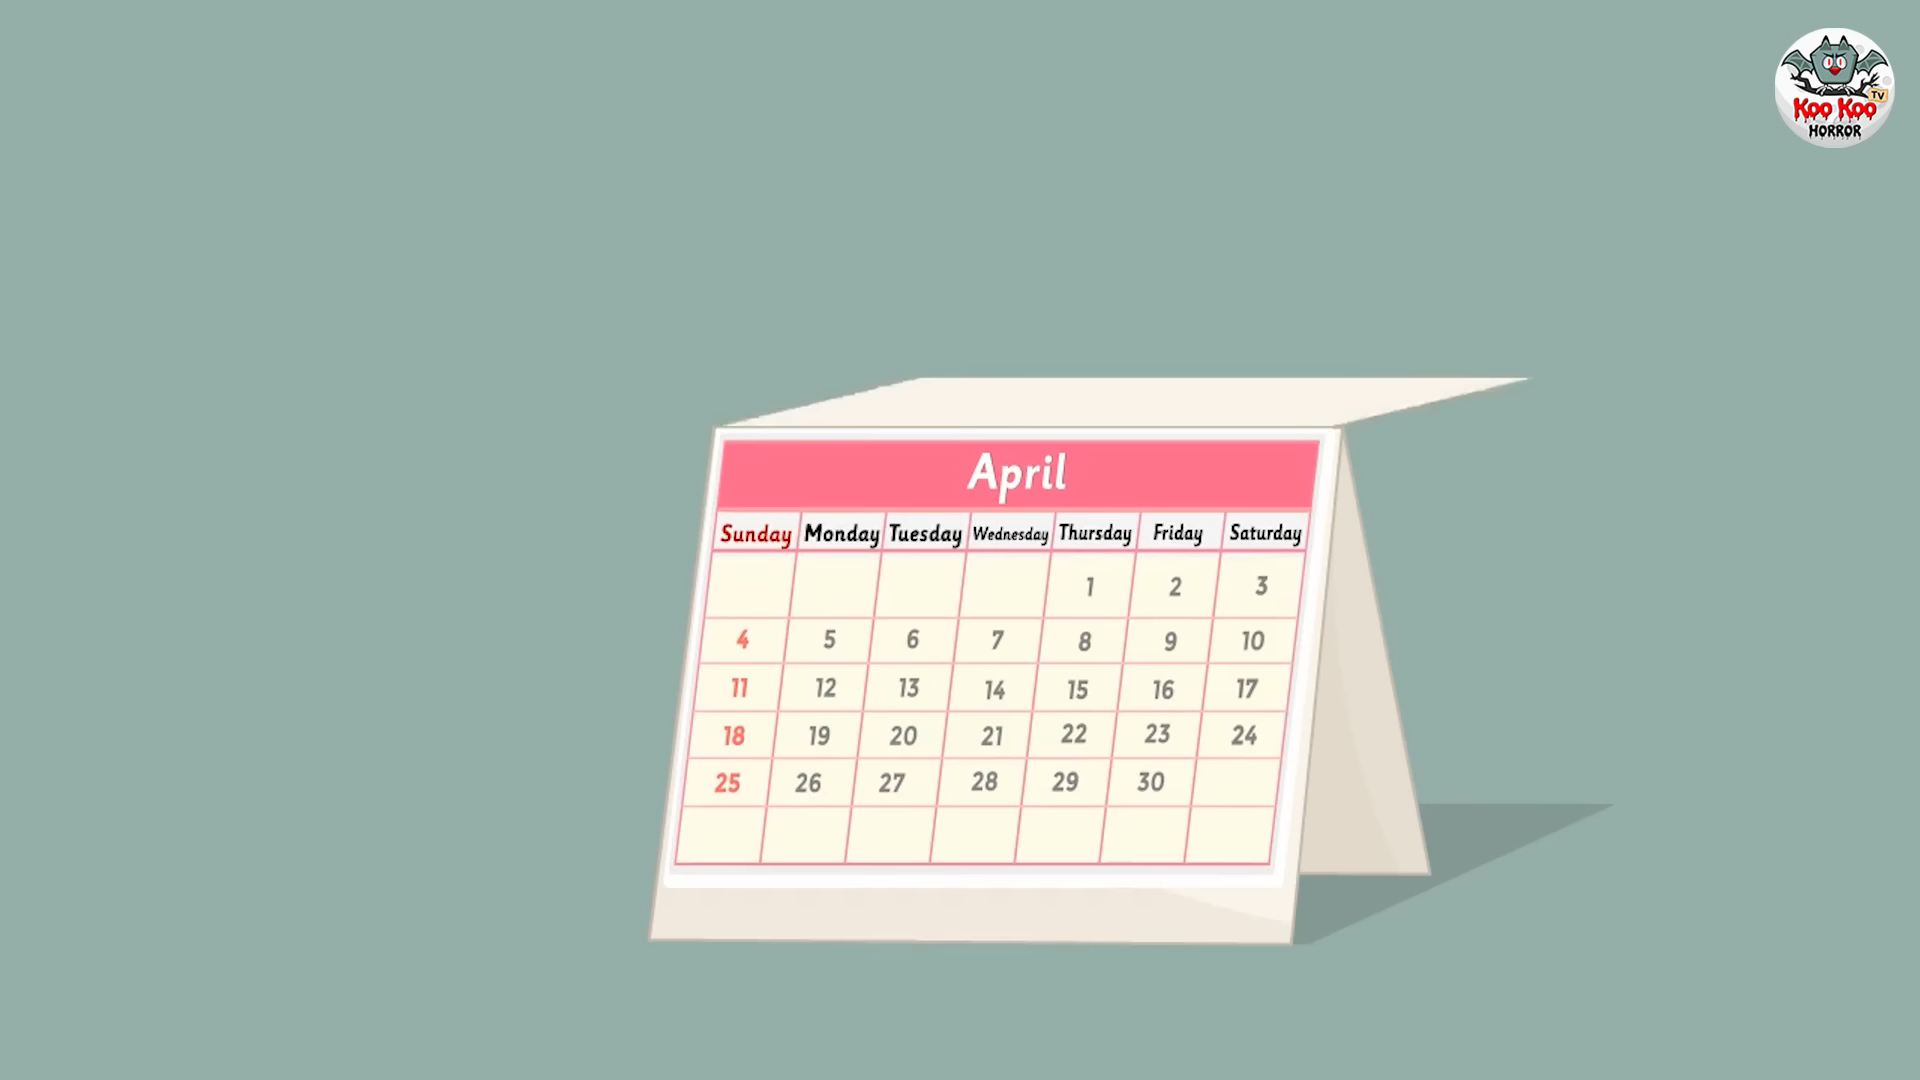 Koo Koo TV
HORROR
April
Sunday Monday Tuesday Wednesday Thursday Friday Saturday
1 2 3
4 5 6 7 8 9 10
11 12 13 14 15 16 17
18 19 20 21 22 23 24
25 26 27 28 29 30